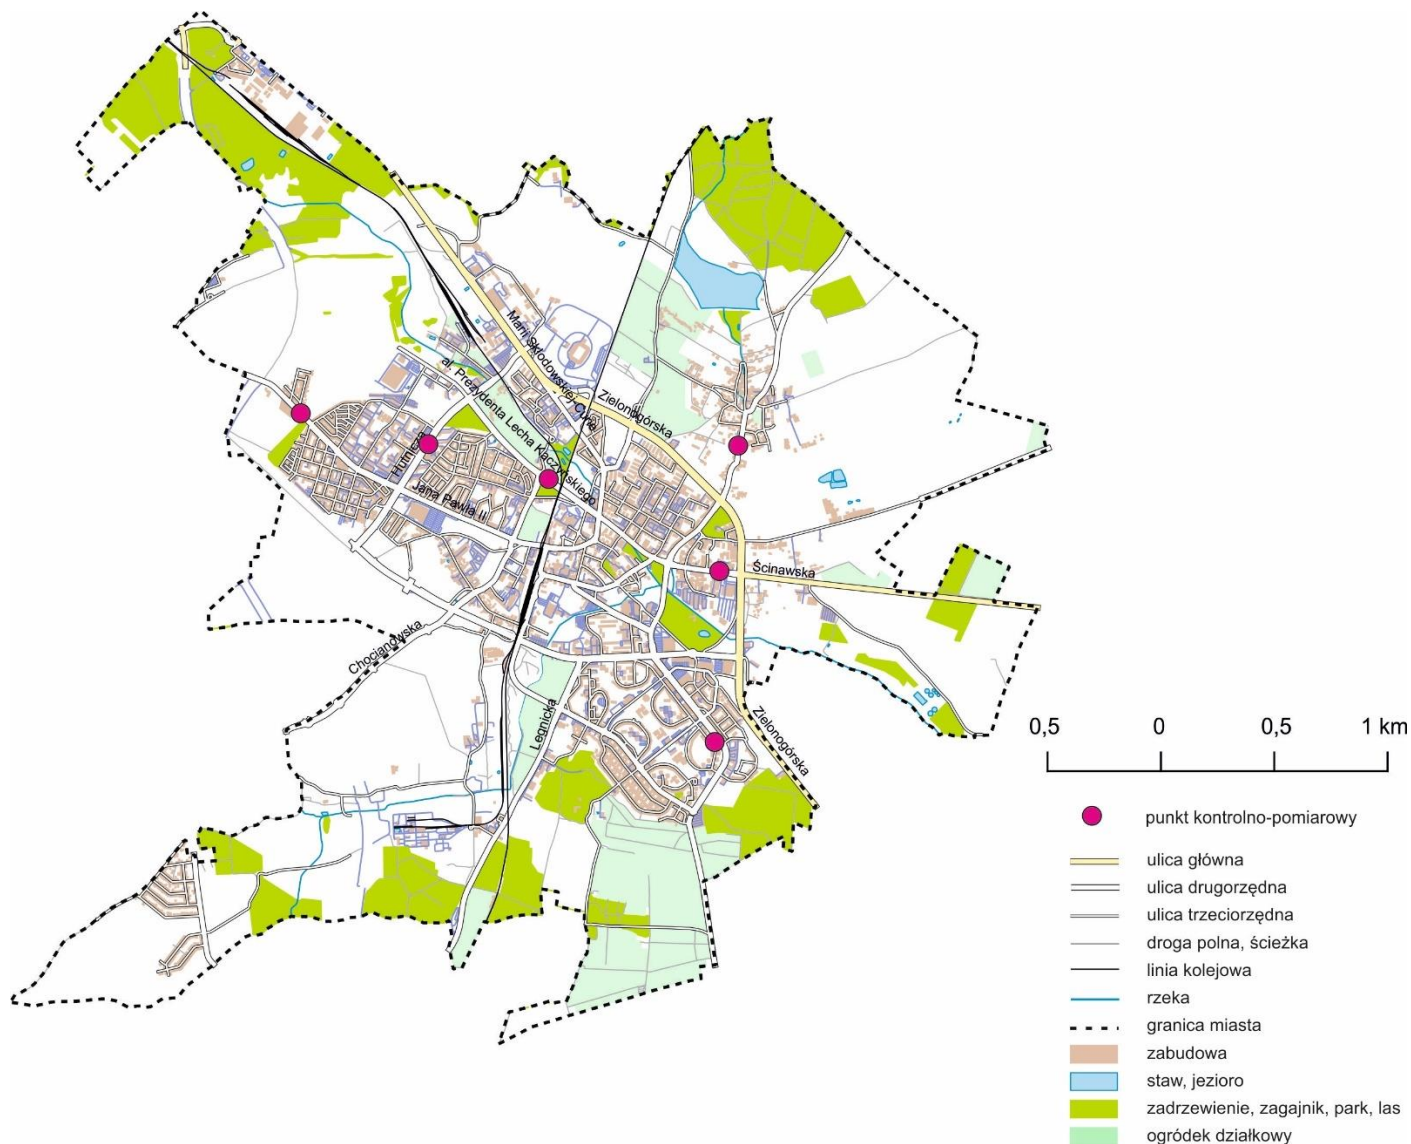 Marii Skłodowskiej-Curie
Zielonogórska
al. Prezydenta Lecha Kaczyńskiego
Hutnicza
Jana Pawła II
Ścinawska
Chocianowska
Legnicka
Zielonogórska
0,5 0 0,5 1 km
punkt kontrolno-pomiarowy
ulica główna
ulica drugorzędna
ulica trzeciorzędna
droga polna, ścieżka
linia kolejowa
rzeka
granica miasta
zabudowa
staw, jezioro
zadrzewienie, zagajnik, park, las
ogródek działkowy